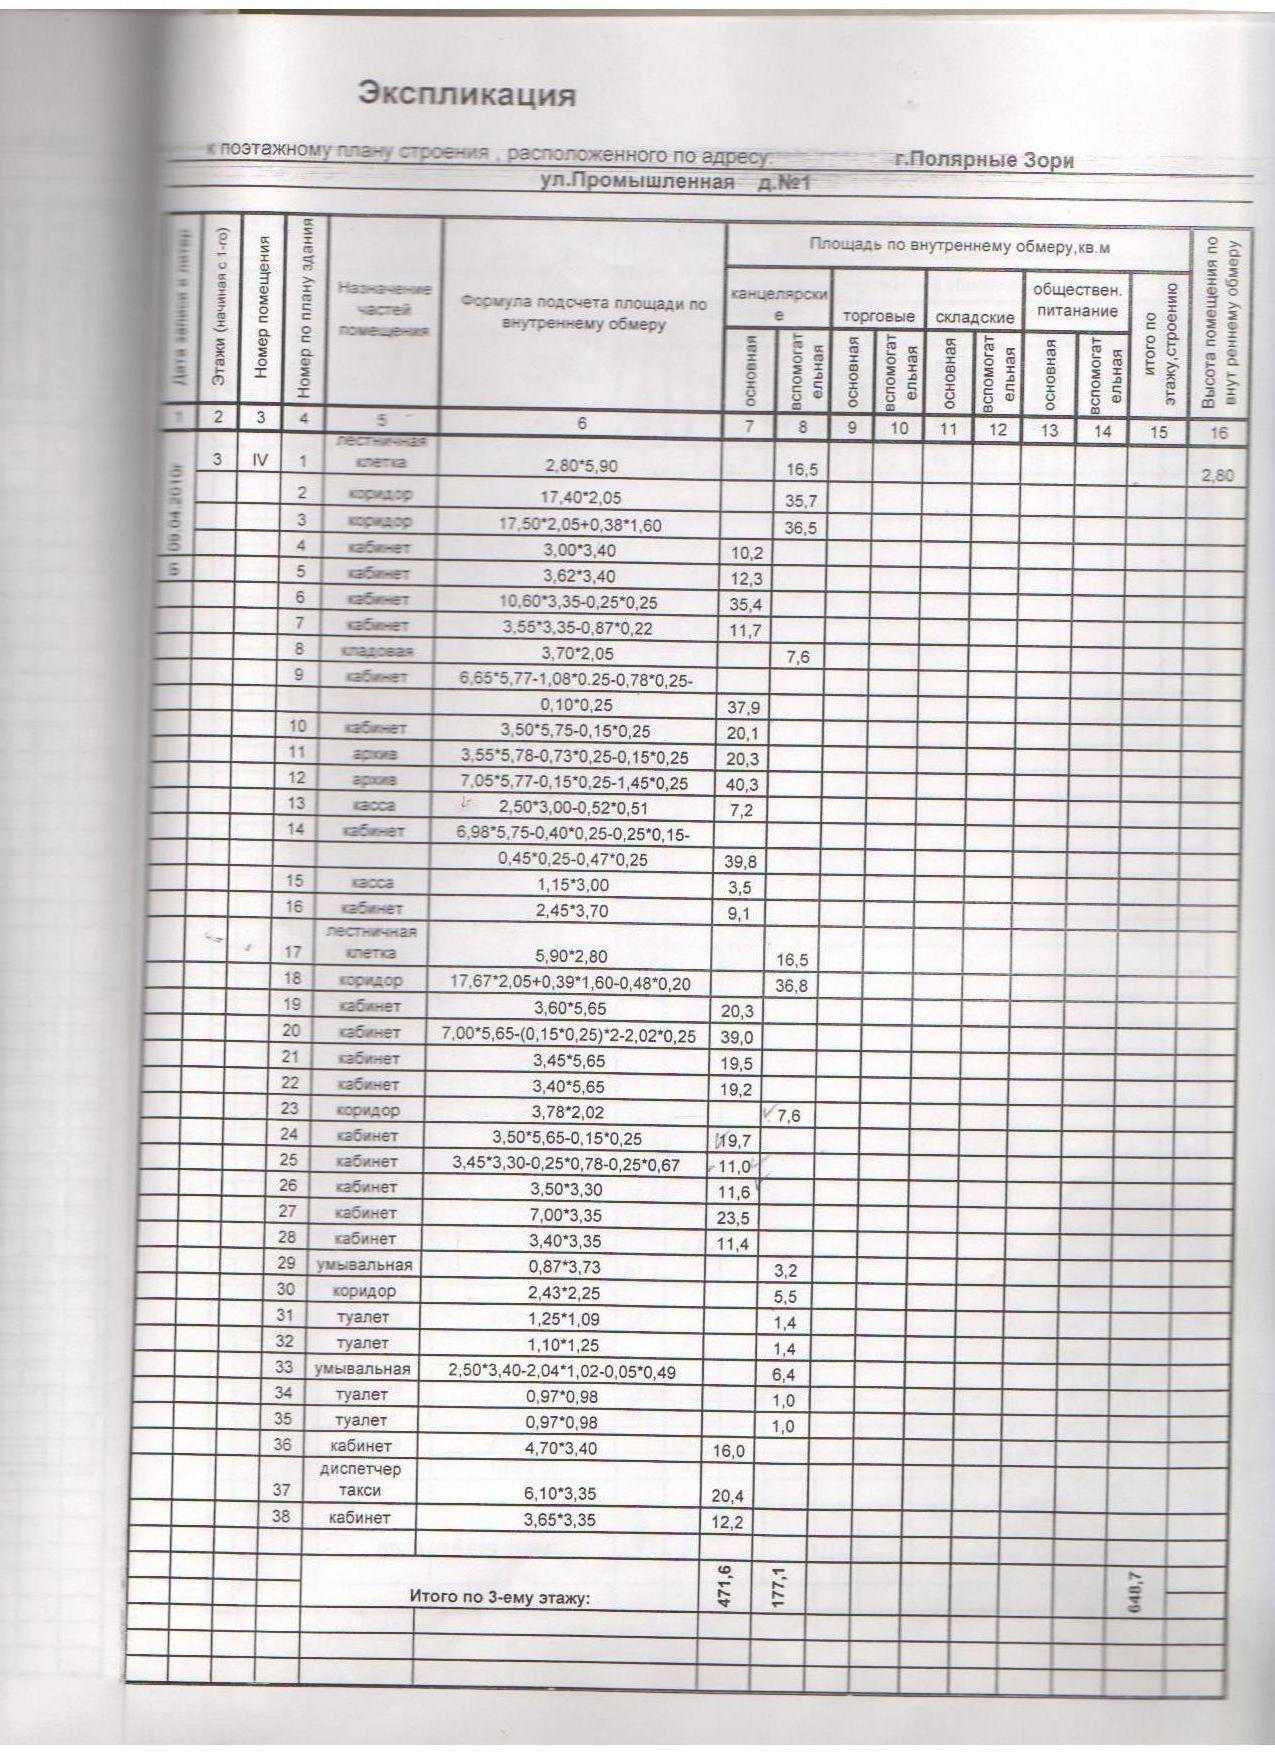 Экспликация
к поэтажному плану строения , расположенного по адресу: г.Полярные Зори
ул.Промышленная д.№1
Дата записи и литер
Этажи (начиная с 1-го)
Номер помещения
Номер по плану здания
Назначение частей помещения
Формула подсчета площади по внутреннему обмеру
Площадь по внутреннему обмеру,кв.м
канцелярски е
торговые
складские
обществен. питанание
основная
вспомогат ельная
основная
вспомогат ельная
основная
вспомогат ельная
основная
вспомогат ельная
итого по этажу,строению
Высота помещения по внут реннему обмеру
1 2 3 4 5 6 7 8 9 10 11 12 13 14 15 16
09.04.2010г
3 IV 1 лестничная клетка 2,80*5,90 16,5 2,80
2 коридор 17,40*2,05 35,7
3 коридор 17,50*2,05+0,38*1,60 36,5
4 кабинет 3,00*3,40 10,2
Б 5 кабинет 3,62*3,40 12,3
6 кабинет 10,60*3,35-0,25*0,25 35,4
7 кабинет 3,55*3,35-0,87*0,22 11,7
8 кладовая 3,70*2,05 7,6
9 кабинет 6,65*5,77-1,08*0.25-0,78*0,25-
0,10*0,25 37,9
10 кабинет 3,50*5,75-0,15*0,25 20,1
11 архив 3,55*5,78-0,73*0,25-0,15*0,25 20,3
12 архив 7,05*5,77-0,15*0,25-1,45*0,25 40,3
13 касса 2,50*3,00-0,52*0,51 7,2
14 кабинет 6,98*5,75-0,40*0,25-0,25*0,15-
0,45*0,25-0,47*0,25 39,8
15 касса 1,15*3,00 3,5
16 кабинет 2,45*3,70 9,1
17 лестничная клетка 5,90*2,80 16,5
18 коридор 17,67*2,05+0,39*1,60-0,48*0,20 36,8
19 кабинет 3,60*5,65 20,3
20 кабинет 7,00*5,65-(0,15*0,25)*2-2,02*0,25 39,0
21 кабинет 3,45*5,65 19,5
22 кабинет 3,40*5,65 19,2
23 коридор 3,78*2,02 7,6
24 кабинет 3,50*5,65-0,15*0,25 19,7
25 кабинет 3,45*3,30-0,25*0,78-0,25*0,67 11,0
26 кабинет 3,50*3,30 11,6
27 кабинет 7,00*3,35 23,5
28 кабинет 3,40*3,35 11,4
29 умывальная 0,87*3,73 3,2
30 коридор 2,43*2,25 5,5
31 туалет 1,25*1,09 1,4
32 туалет 1,10*1,25 1,4
33 умывальная 2,50*3,40-2,04*1,02-0,05*0,49 6,4
34 туалет 0,97*0,98 1,0
35 туалет 0,97*0,98 1,0
36 кабинет 4,70*3,40 16,0
37 диспетчер такси 6,10*3,35 20,4
38 кабинет 3,65*3,35 12,2
Итого по 3-ему этажу: 471,6 177,1 648,7